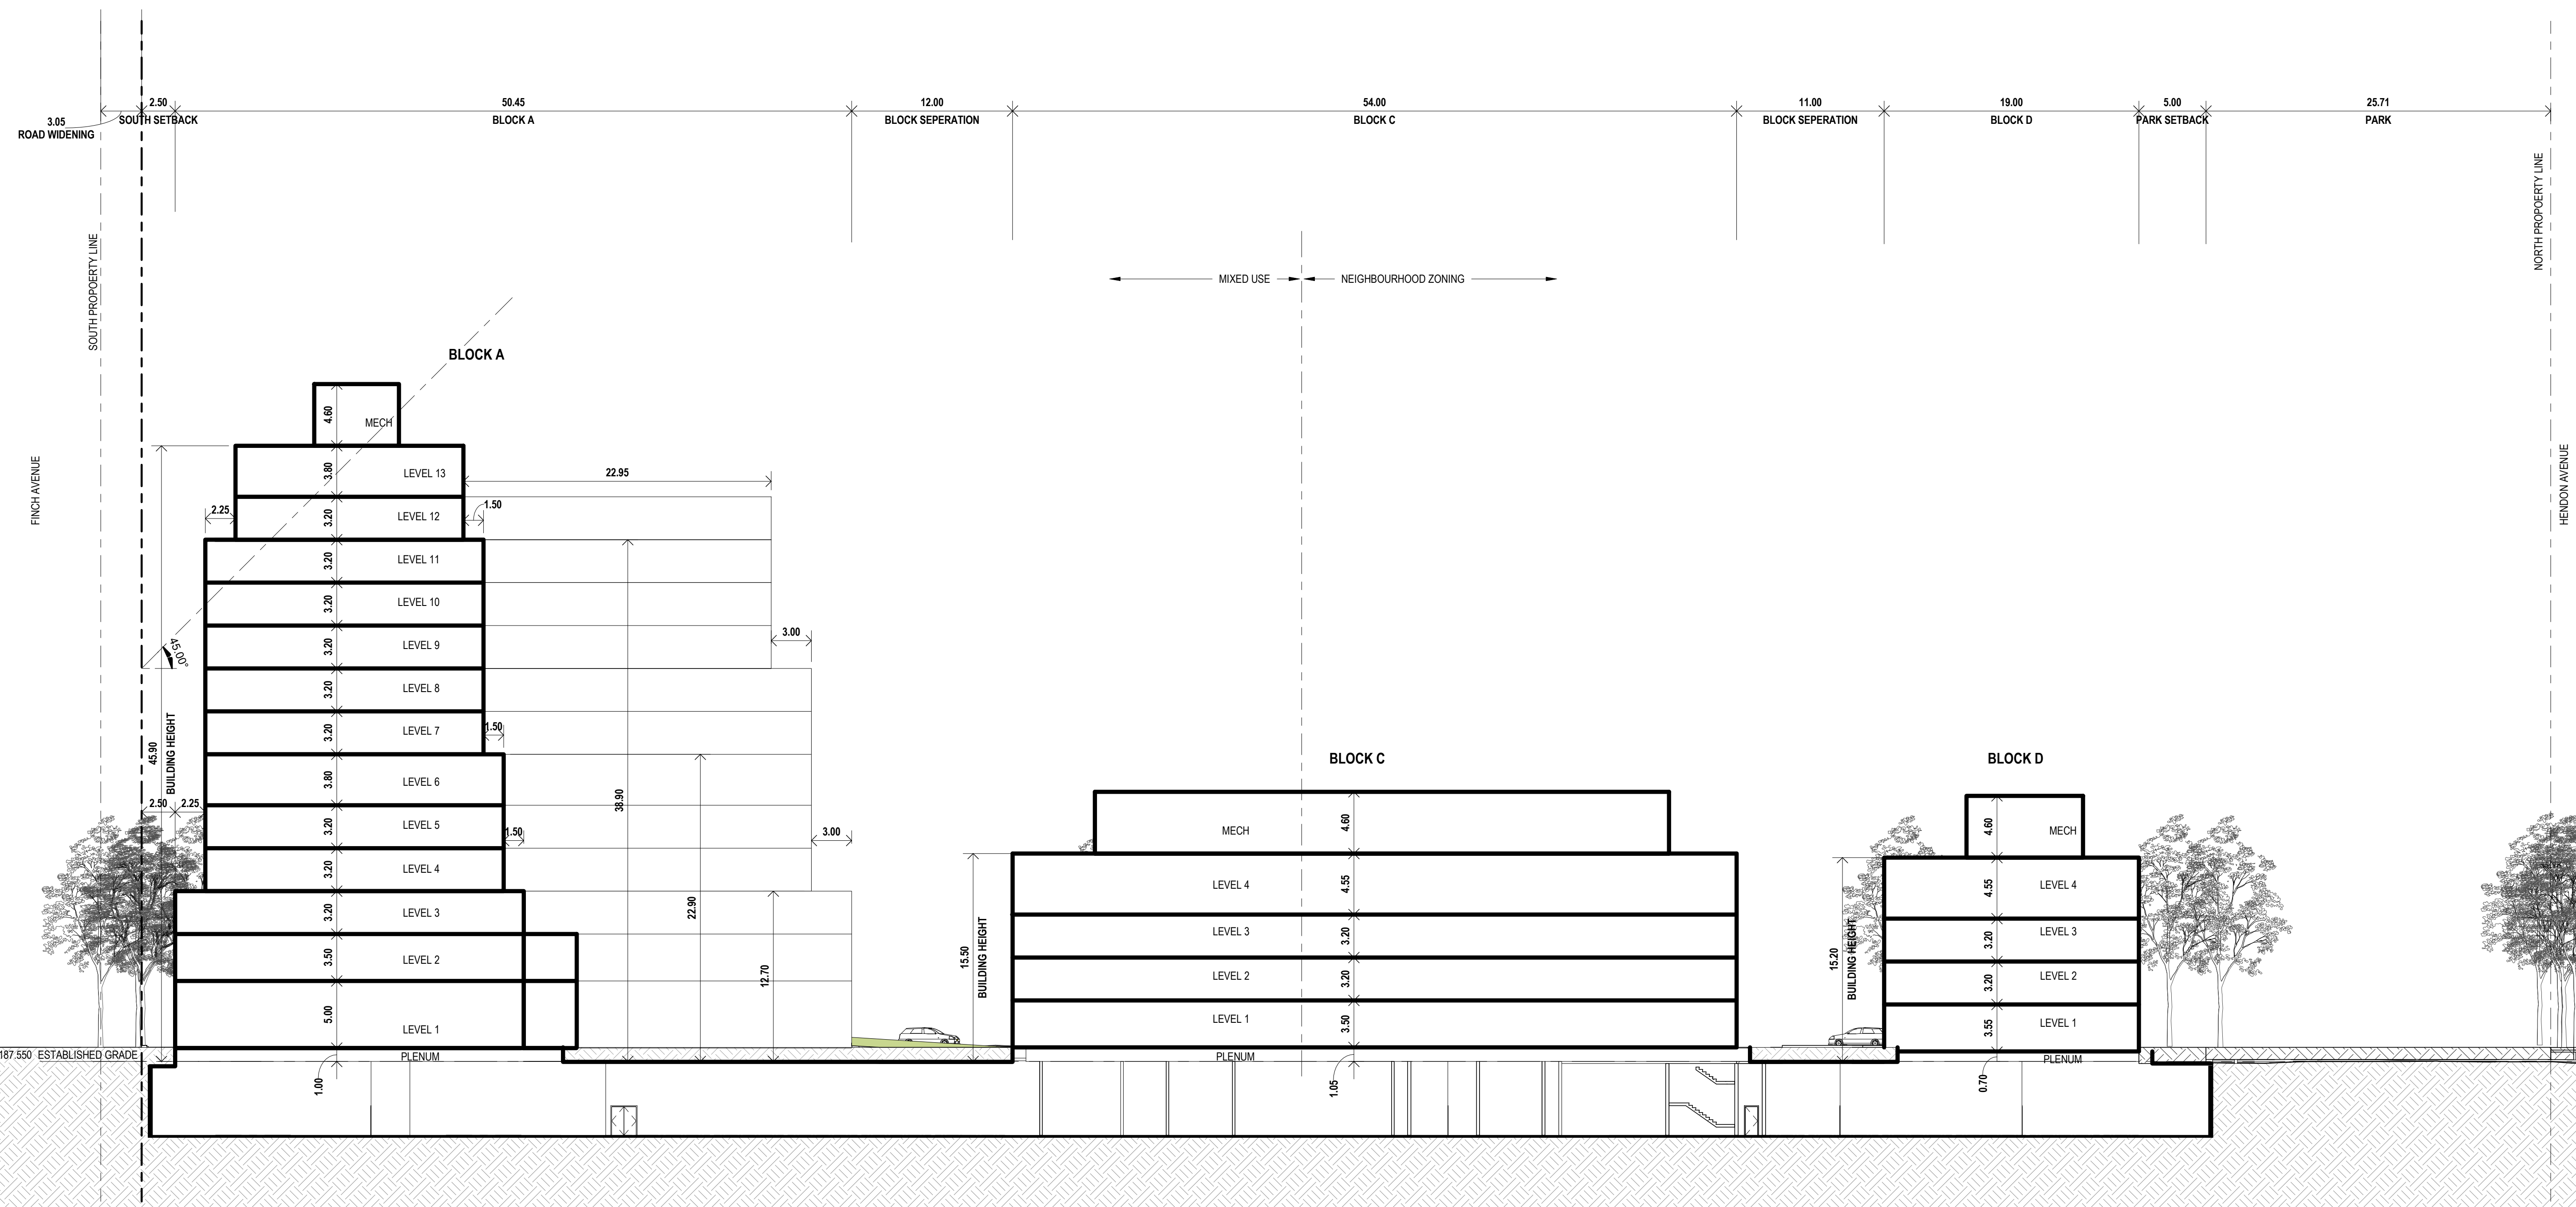 2.50
50.45
12.00
54.00
11.00
19.00
5.00
25.71
3.05
ROAD WIDENING
SOUTH SETBACK
BLOCK A
BLOCK SEPERATION
BLOCK C
BLOCK SEPERATION
BLOCK D
PARK SETBACK
PARK
SOUTH PROPOERTY LINE
NORTH PROPOERTY LINE
MIXED USE
NEIGHBOURHOOD ZONING
FINCH AVENUE
HENDON AVENUE
BLOCK A
4.60
MECH
3.80
LEVEL 13
22.95
2.25
3.20
LEVEL 12
1.50
3.20
LEVEL 11
3.20
LEVEL 10
3.20
LEVEL 9
3.00
45.00°
3.20
LEVEL 8
3.20
LEVEL 7
1.50
45.90
BUILDING HEIGHT
3.80
LEVEL 6
2.50
2.25
3.20
LEVEL 5
1.50
3.00
38.90
3.20
LEVEL 4
22.90
3.20
LEVEL 3
3.50
LEVEL 2
12.70
5.00
LEVEL 1
187.550 ESTABLISHED GRADE
PLENUM
1.00
BLOCK C
MECH
4.60
LEVEL 4
4.55
15.50
BUILDING HEIGHT
LEVEL 3
3.20
LEVEL 2
3.20
LEVEL 1
3.50
PLENUM
1.05
BLOCK D
4.60
MECH
4.55
LEVEL 4
15.20
BUILDING HEIGHT
3.20
LEVEL 3
3.20
LEVEL 2
3.55
LEVEL 1
PLENUM
0.70